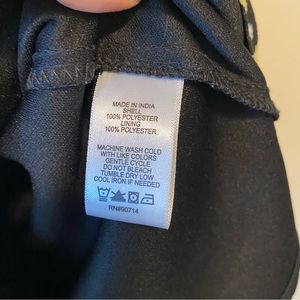 MADE IN INDIA
SHELL
100% POLYESTER
LINING
100% POLYESTER
MACHINE WASH COLD
WITH LIKE COLORS
GENTLE CYCLE
DO NOT BLEACH
TUMBLE DRY LOW
COOL IRON IF NEEDED
RN#90714